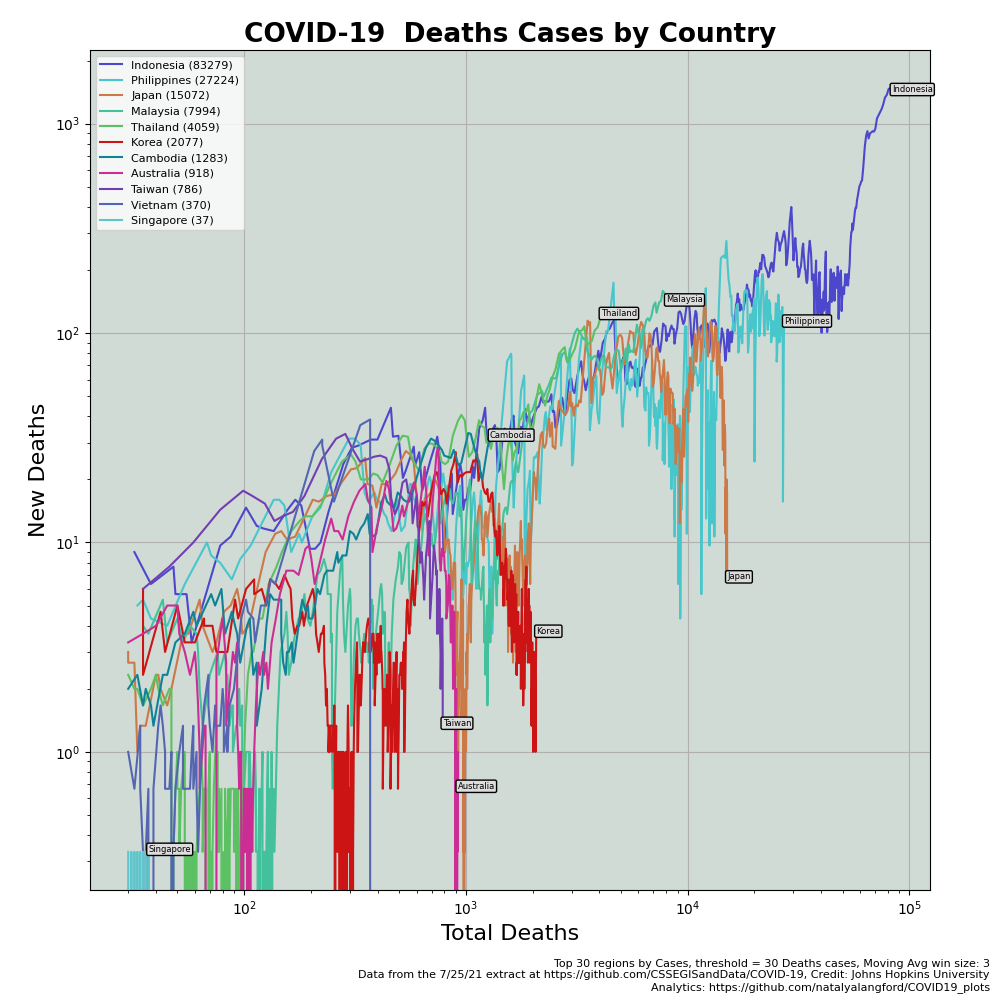 COVID-19  Deaths Cases by Country
Indonesia (83279)
Philippines (27224)
Japan (15072)
Malaysia (7994)
Thailand (4059)
Korea (2077)
Cambodia (1283)
Australia (918)
Taiwan (786)
Vietnam (370)
Singapore (37)
Indonesia
Malaysia
Thailand
Philippines
Cambodia
Japan
Korea
Taiwan
Australia
Singapore
10³
10²
10¹
10⁰
New Deaths
10² 10³ 10⁴ 10⁵
Total Deaths
Top 30 regions by Cases, threshold = 30 Deaths cases, Moving Avg win size: 3
Data from the 7/25/21 extract at https://github.com/CSSEGISandData/COVID-19, Credit: Johns Hopkins University
Analytics: https://github.com/natalyalangford/COVID19_plots